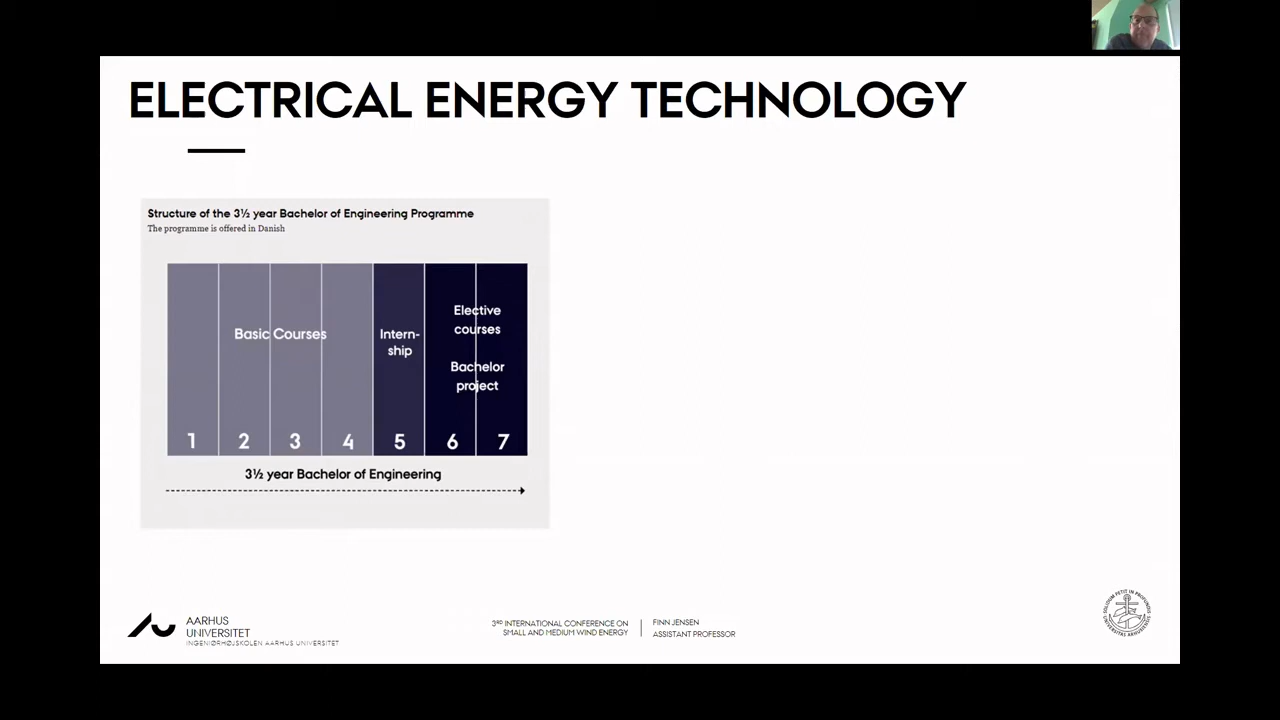 ELECTRICAL ENERGY TECHNOLOGY
Structure of the 3½ year Bachelor of Engineering Programme
The programme is offered in Danish
Basic Courses
Intern-
ship
Elective
courses
Bachelor
project
1 2 3 4 5 6 7
3½ year Bachelor of Engineering
AARHUS
UNIVERSITET
INGENIØRHØJSKOLEN AARHUS UNIVERSITET
3RD INTERNATIONAL CONFERENCE ON
SMALL AND MEDIUM WIND ENERGY
FINN JENSEN
ASSISTANT PROFESSOR